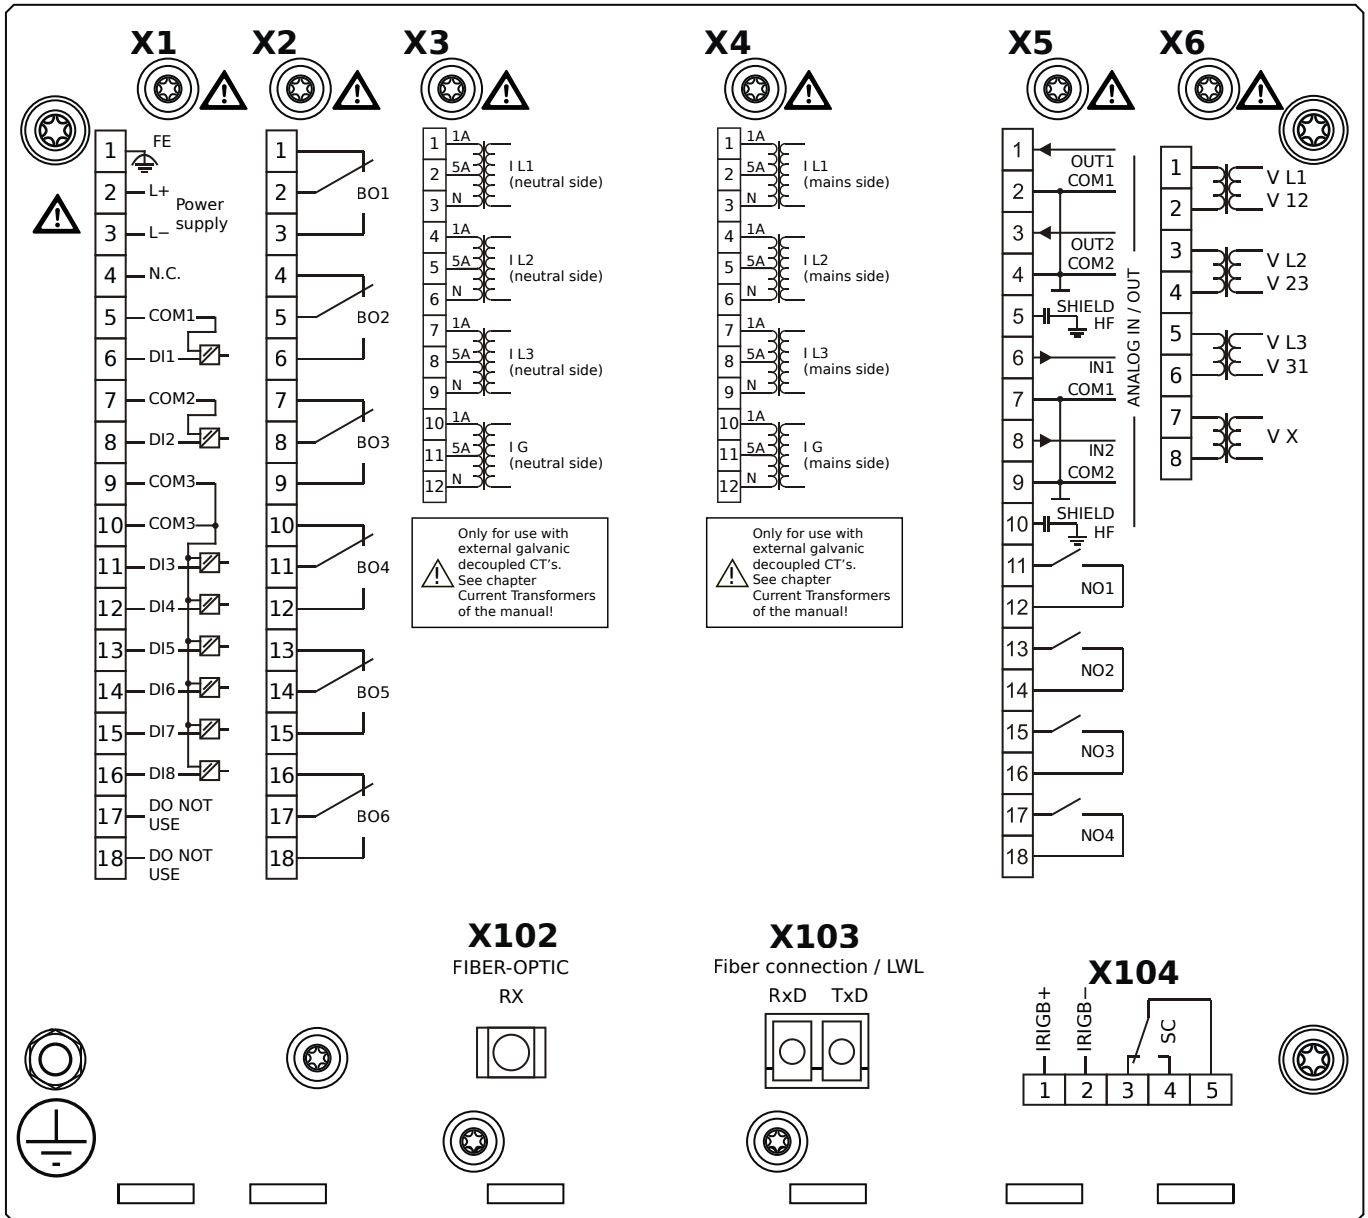 X1
1 FE
2 L+ Power
3 L− supply
4 N.C.
5 COM1
6 DI1
7 COM2
8 DI2
9 COM3
10 COM3
11 DI3
12 DI4
13 DI5
14 DI6
15 DI7
16 DI8
17 DO NOT
USE
18 DO NOT
USE
X2
1
2 BO1
3
4
5 BO2
6
7
8 BO3
9
10
11 BO4
12
13
14 BO5
15
16
17 BO6
18
X3
1 1A I L1
2 5A (neutral side)
3 N
4 1A I L2
5 5A (neutral side)
6 N
7 1A I L3
8 5A (neutral side)
9 N
10 1A I G
11 5A (neutral side)
12 N
Only for use with
external galvanic
decoupled CT’s.
See chapter
Current Transformers
of the manual!
X4
1 1A I L1
2 5A (mains side)
3 N
4 1A I L2
5 5A (mains side)
6 N
7 1A I L3
8 5A (mains side)
9 N
10 1A I G
11 5A (mains side)
12 N
Only for use with
external galvanic
decoupled CT’s.
See chapter
Current Transformers
of the manual!
X5
1 OUT1
2 COM1
3 OUT2
4 COM2
5 SHIELD
HF
6 IN1
7 COM1
8 IN2
9 COM2
10 SHIELD
HF
ANALOG IN / OUT
11 NO1
12
13 NO2
14
15 NO3
16
17 NO4
18
X6
1 V L1
2 V 12
3 V L2
4 V 23
5 V L3
6 V 31
7 V X
8
X102
FIBER-OPTIC
RX
X103
Fiber connection / LWL
RxD TxD
X104
IRIGB+ IRIGB− SC
1 2 3 4 5